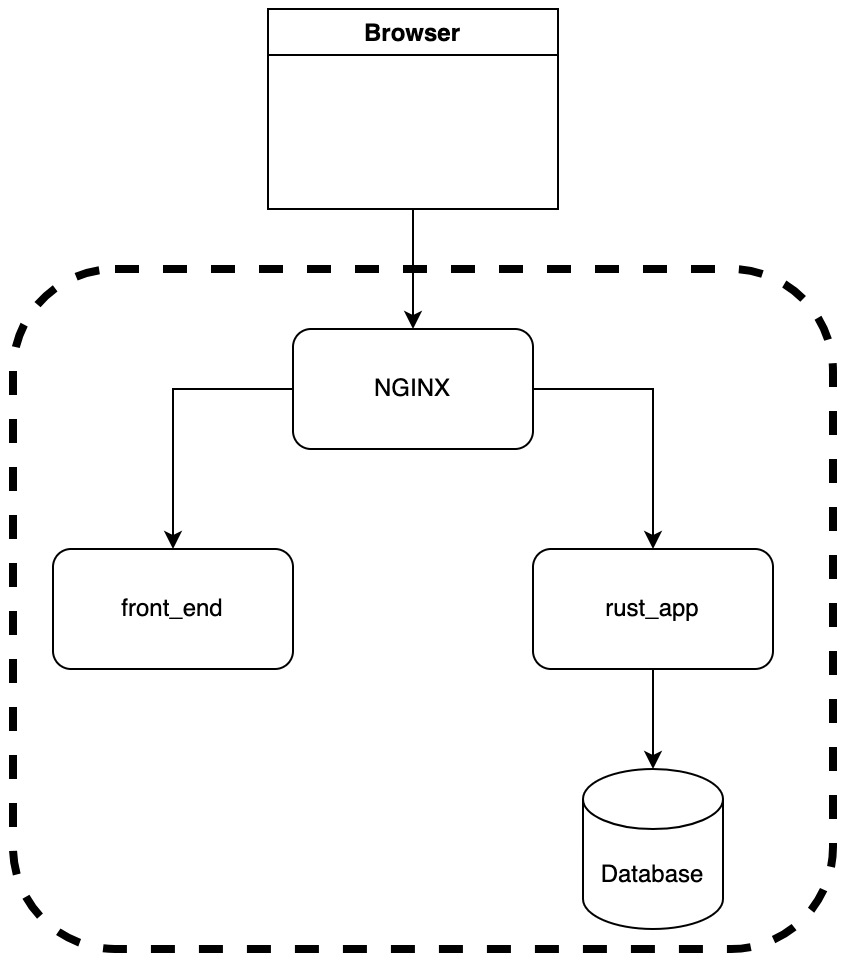 Browser
NGINX
front_end
rust_app
Database